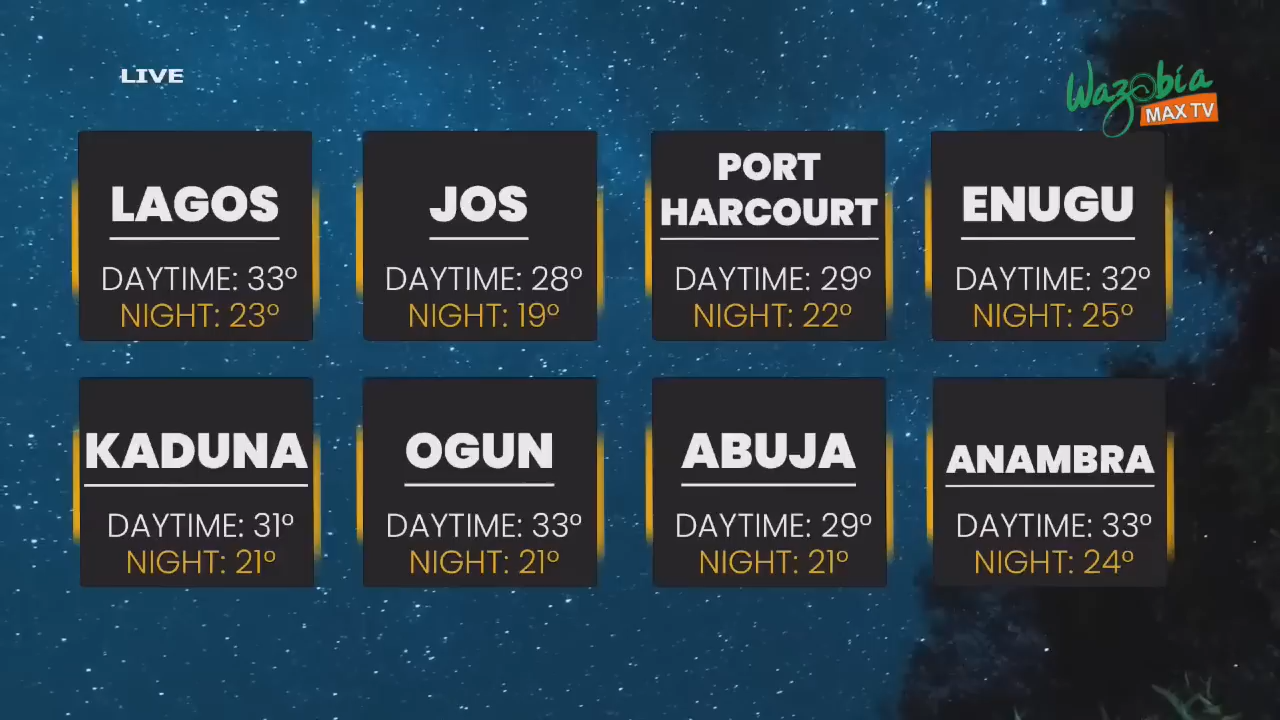 LIVE
Wazobia
MAX TV
LAGOS
DAYTIME: 33º
NIGHT: 23º
JOS
DAYTIME: 28º
NIGHT: 19º
PORT
HARCOURT
DAYTIME: 29º
NIGHT: 22º
ENUGU
DAYTIME: 32º
NIGHT: 25º
KADUNA
DAYTIME: 31º
NIGHT: 21º
OGUN
DAYTIME: 33º
NIGHT: 21º
ABUJA
DAYTIME: 29º
NIGHT: 21º
ANAMBRA
DAYTIME: 33º
NIGHT: 24º